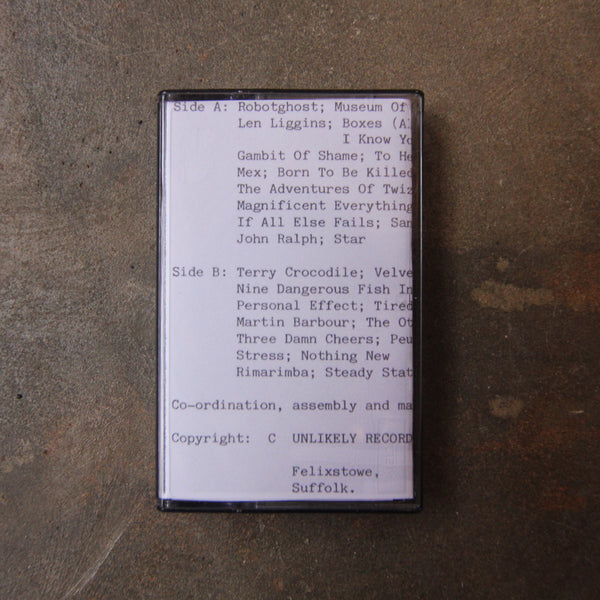 Side A: Robotghost; Museum Of
Len Liggins; Boxes (Al
I Know Yo
Gambit Of Shame; To He
Mex; Born To Be Killed
The Adventures Of Twiz
Magnificent Everything
If All Else Fails; Sam
John Ralph; Star
Side B: Terry Crocodile; Velve
Nine Dangerous Fish In
Personal Effect; Tired
Martin Barbour; The Ot
Three Damn Cheers; Peu
Stress; Nothing New
Rimarimba; Steady Stat
Co-ordination, assembly and ma
Copyright: C UNLIKELY RECORD
Felixstowe,
Suffolk.